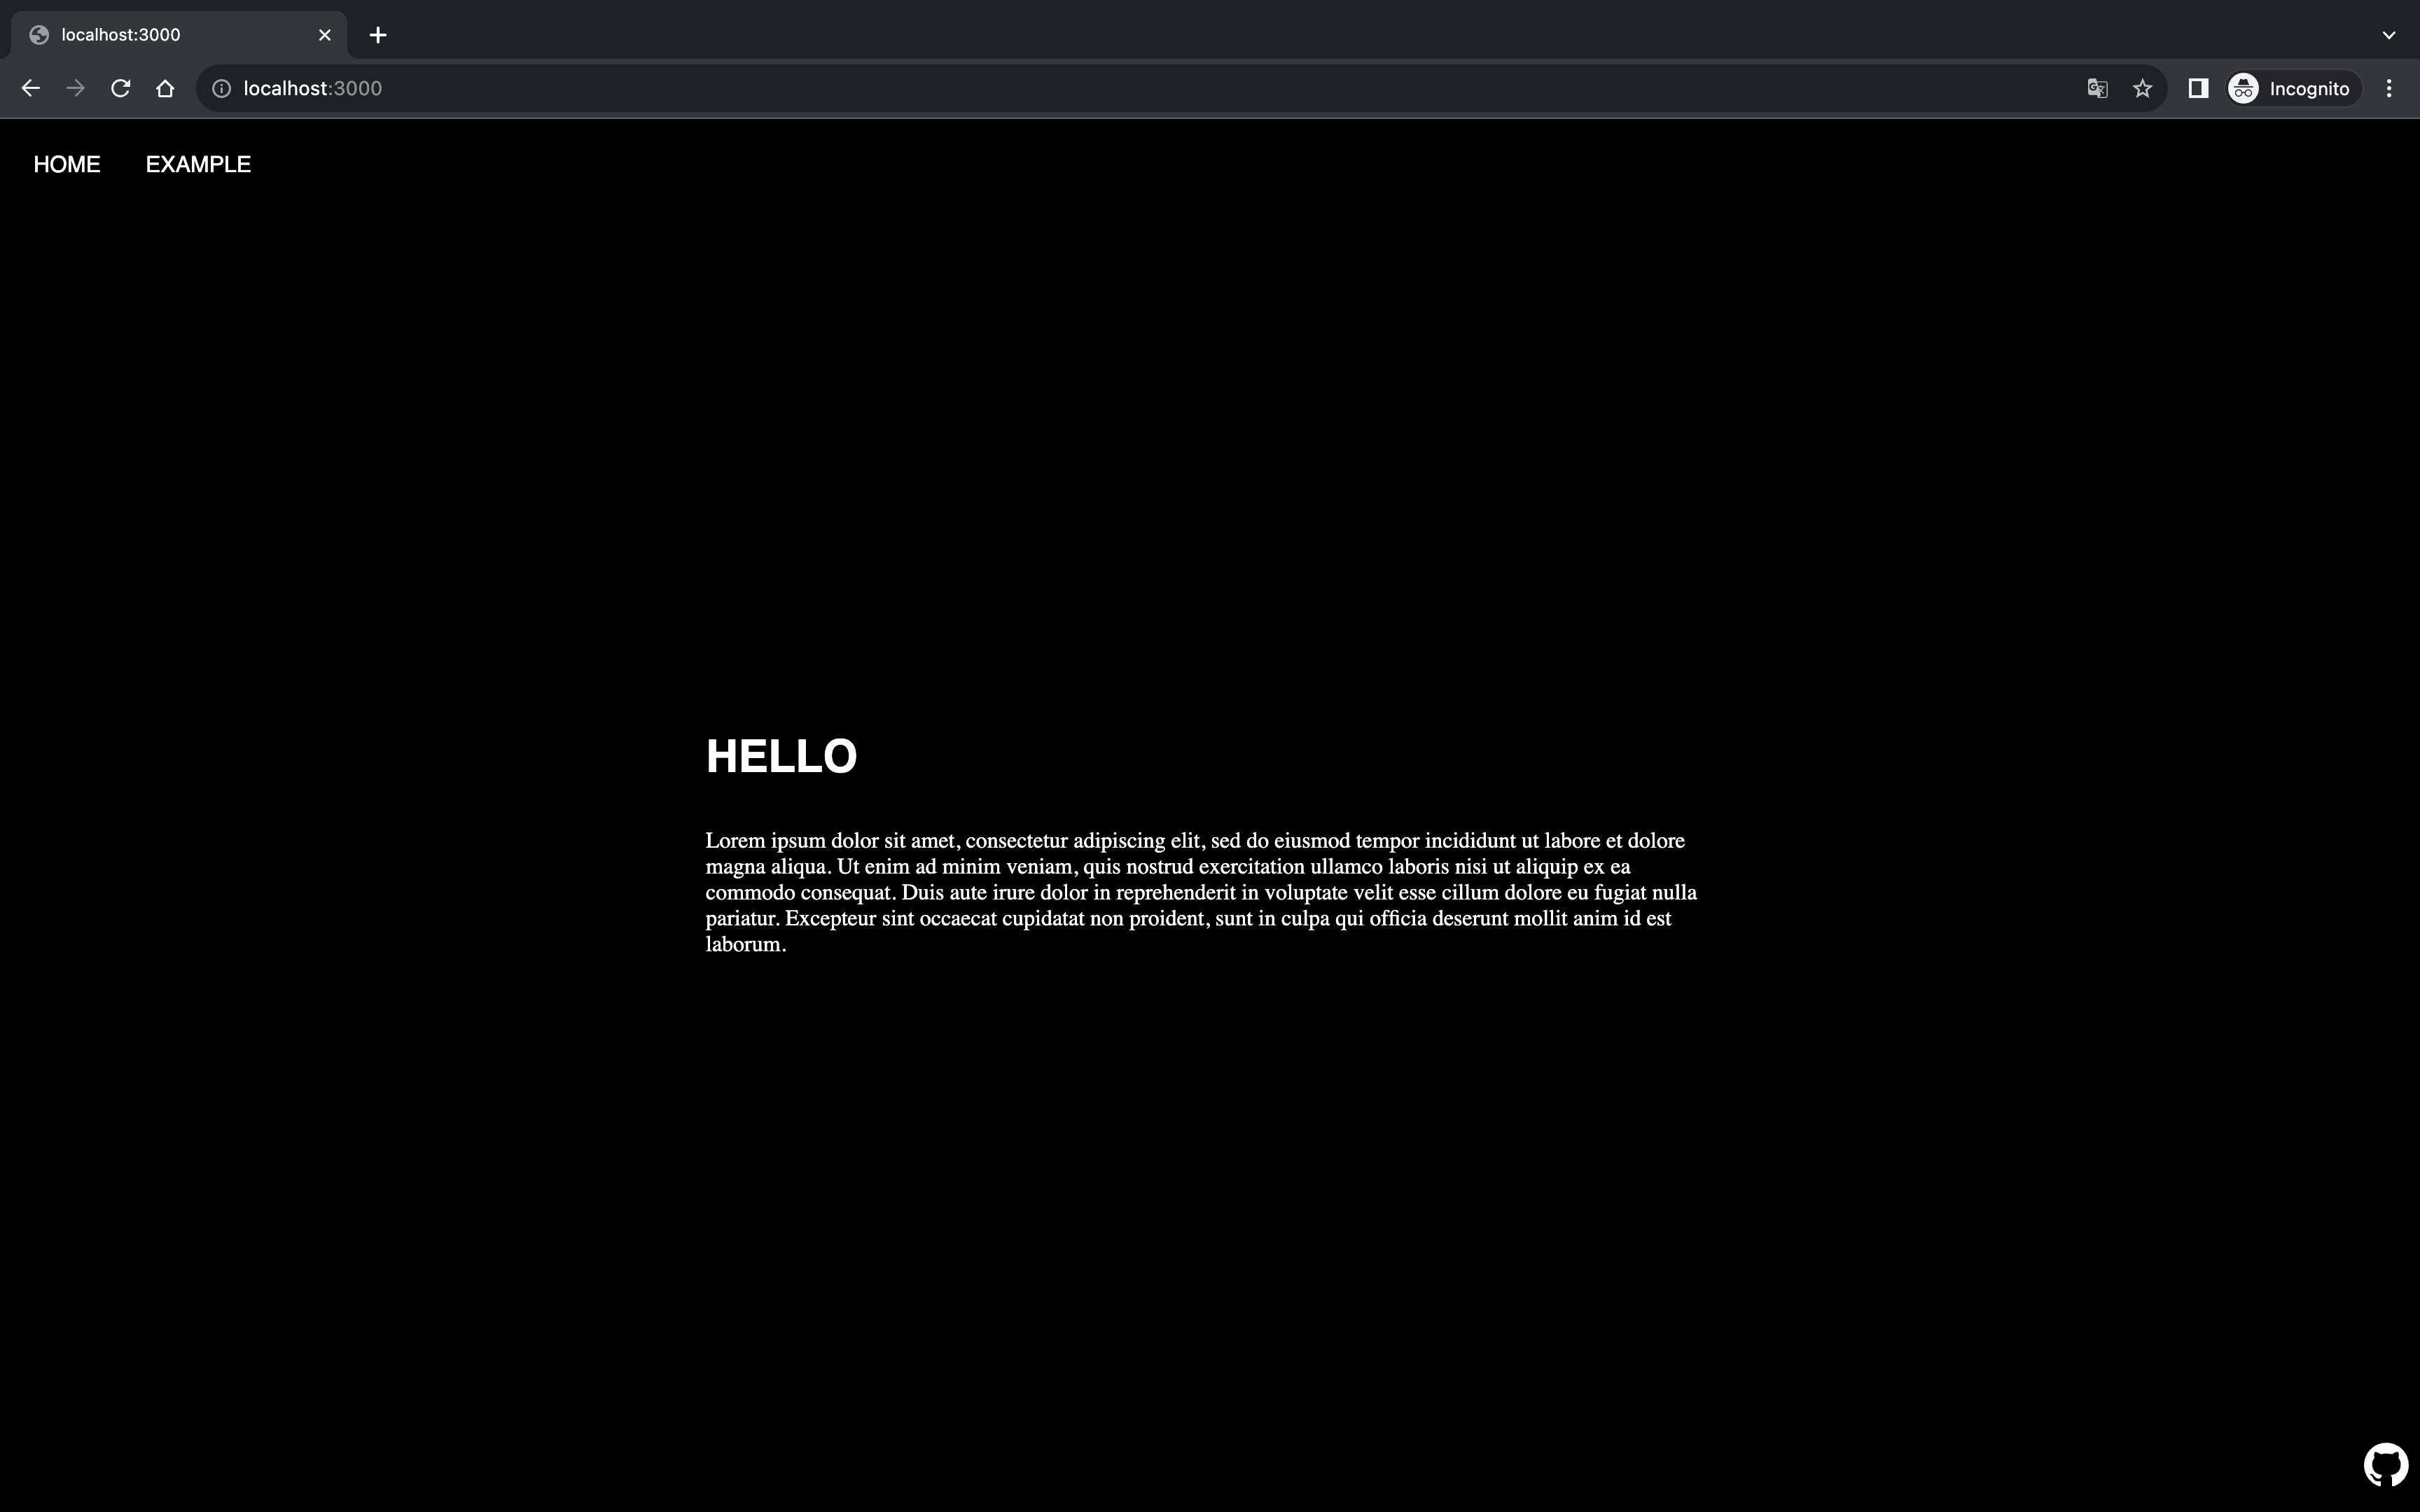 localhost:3000
localhost:3000
Incognito
HOME EXAMPLE
HELLO
Lorem ipsum dolor sit amet, consectetur adipiscing elit, sed do eiusmod tempor incididunt ut labore et dolore
magna aliqua. Ut enim ad minim veniam, quis nostrud exercitation ullamco laboris nisi ut aliquip ex ea
commodo consequat. Duis aute irure dolor in reprehenderit in voluptate velit esse cillum dolore eu fugiat nulla
pariatur. Excepteur sint occaecat cupidatat non proident, sunt in culpa qui officia deserunt mollit anim id est
laborum.